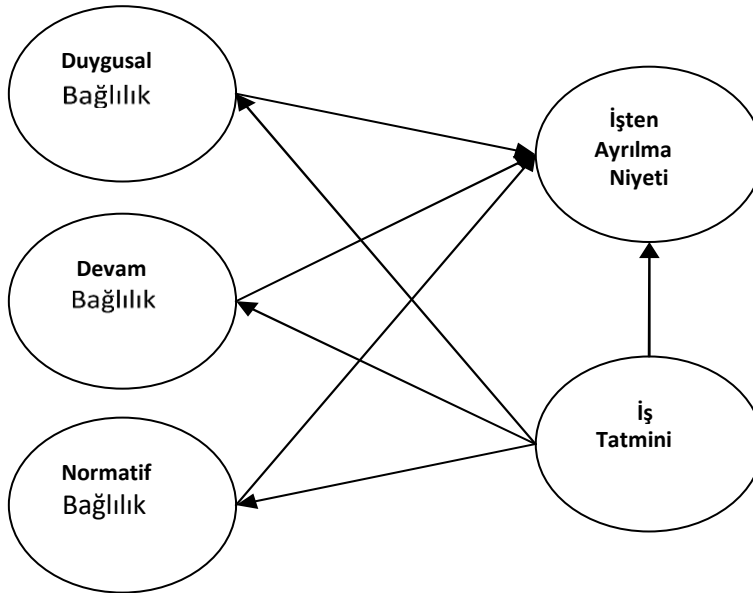 Duygusal
Bağlılık
İşten
Ayrılma
Niyeti
Devam
Bağlılık
İş
Tatmini
Normatif
Bağlılık